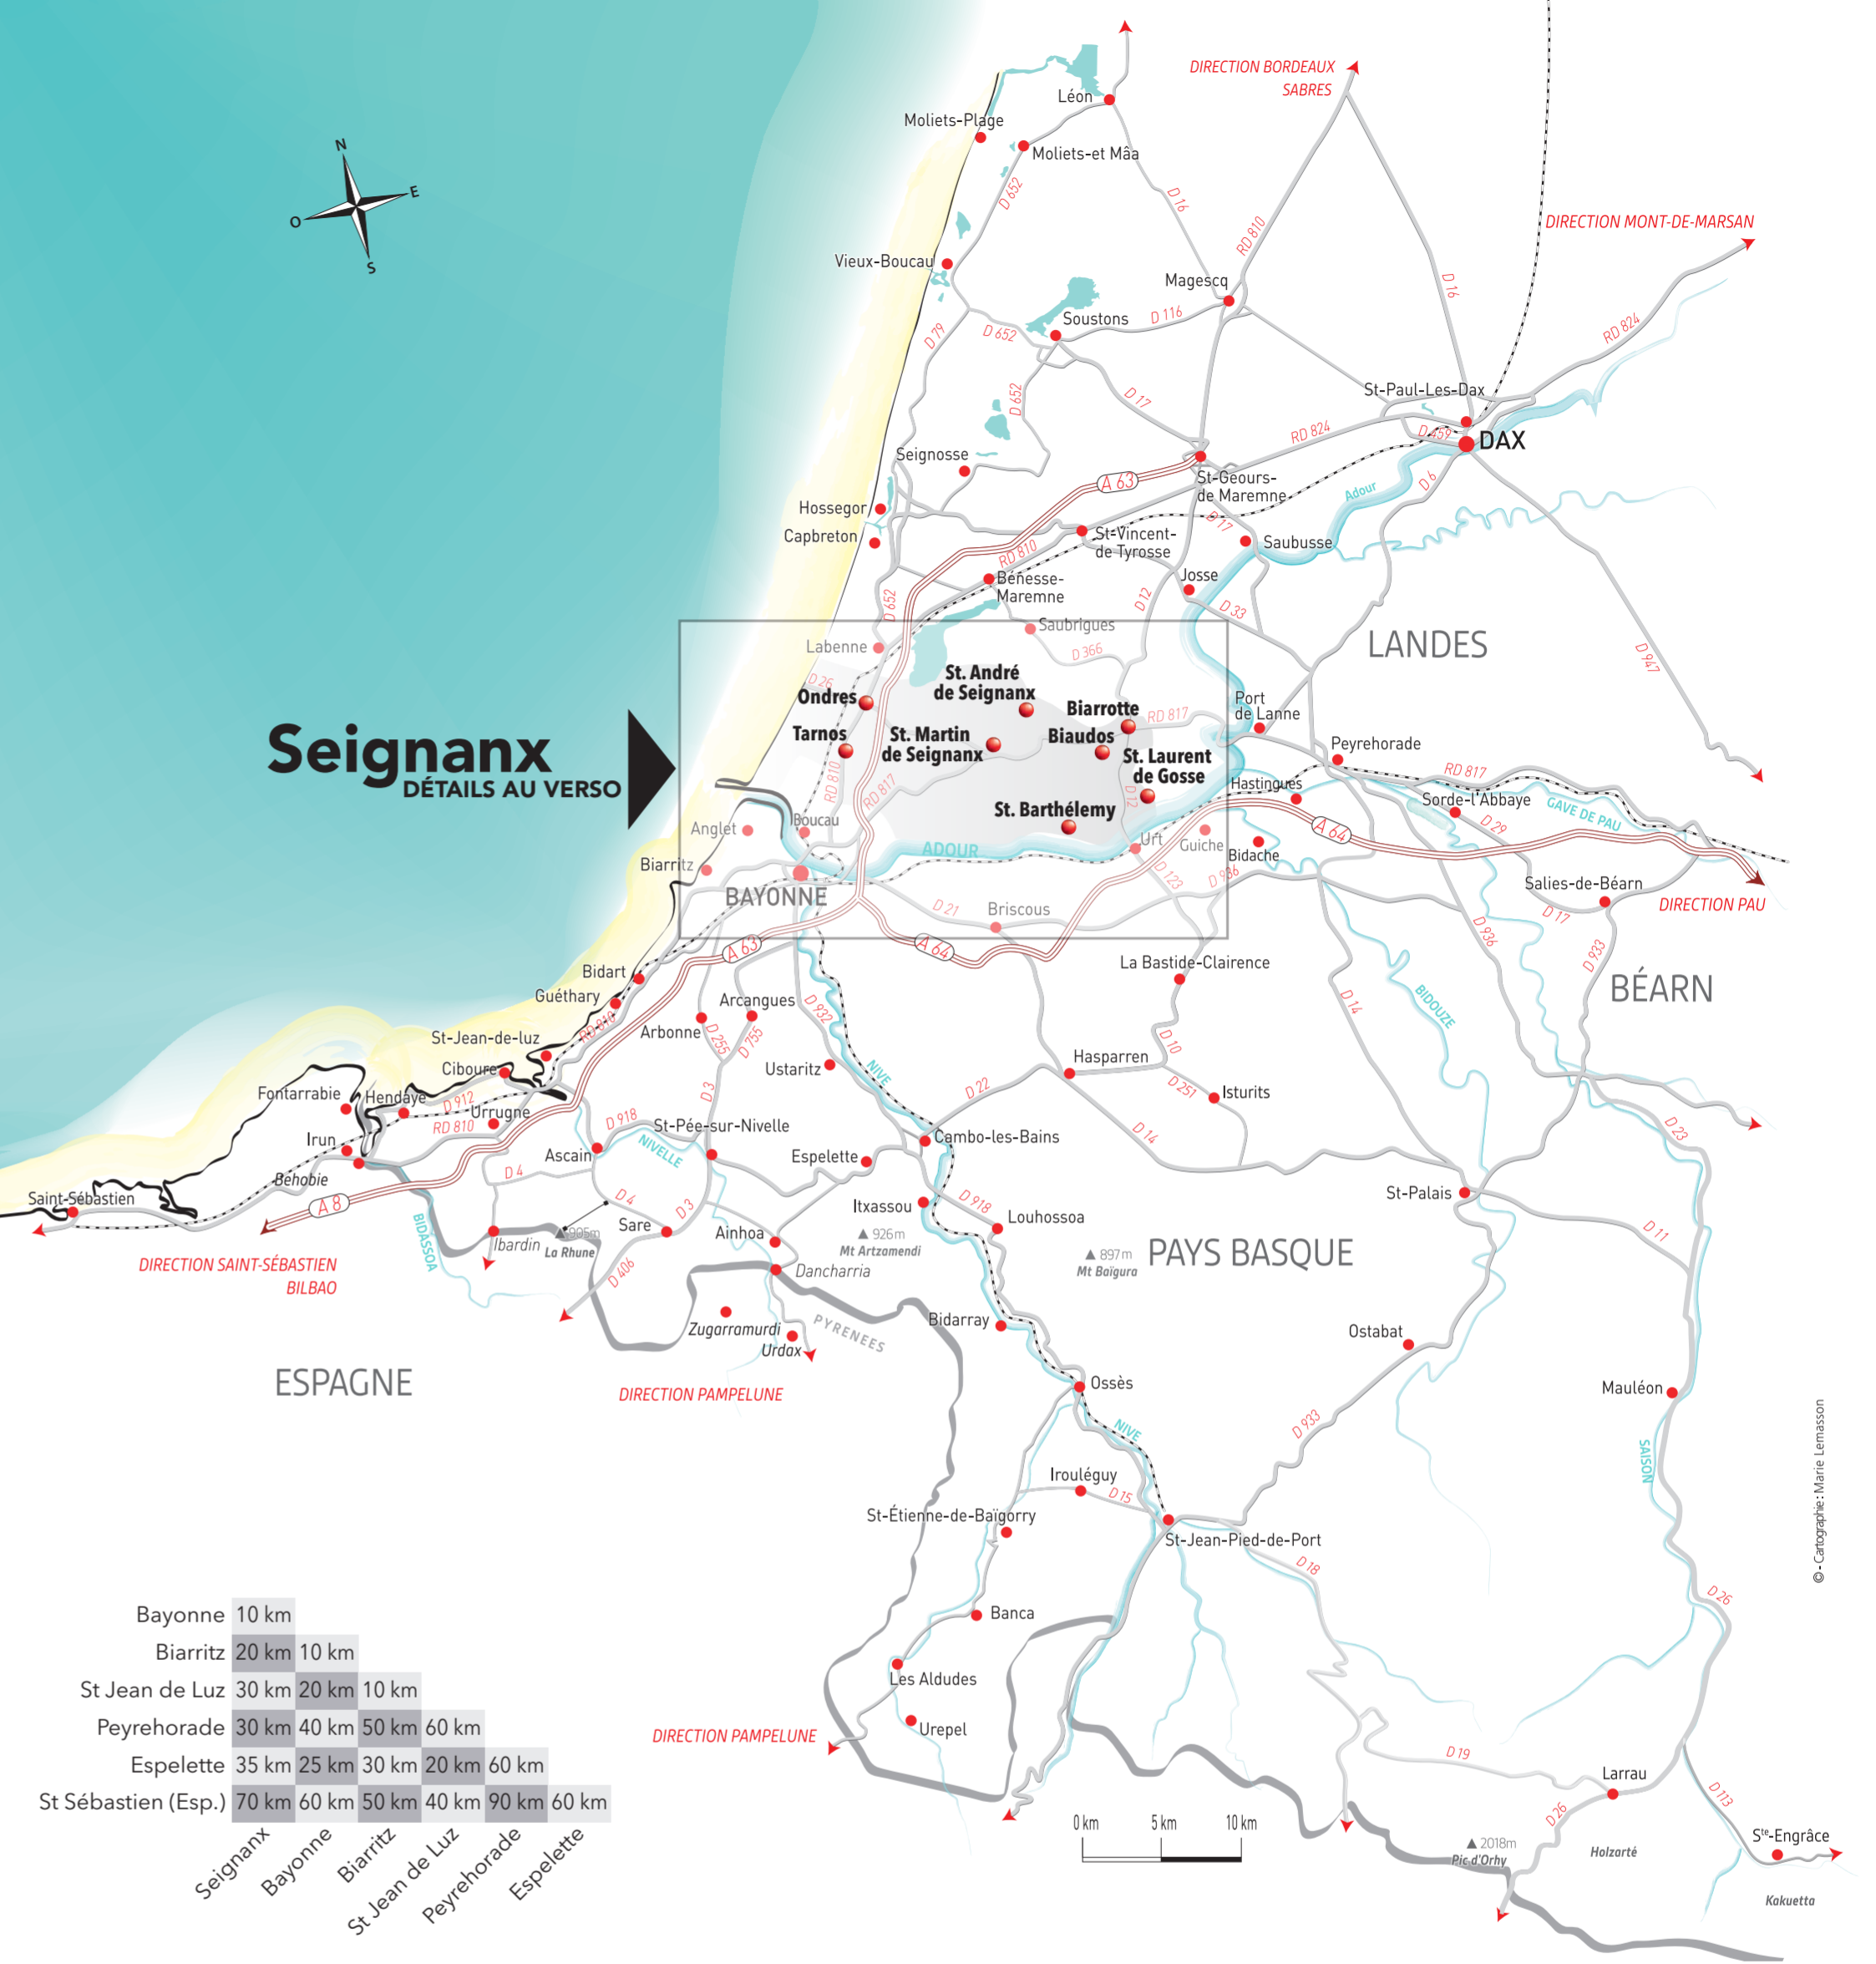 DIRECTION BORDEAUX
SABRES
Léon
Moliets-Plage
Moliets-et Mâa
N
E
O
S
D 652
D 16
RD 810
DIRECTION MONT-DE-MARSAN
Vieux-Boucau
Magescq
D 16
Soustons
D 116
D 79
D 652
RD 824
D 652
D 17
St-Paul-Les-Dax
RD 824
D 459
DAX
Seignosse
A 63
St-Geours-
de Maremne
Adour
D 6
Hossegor
Capbreton
D 17
St-Vincent-
de Tyrosse
Saubusse
RD 810
Bénesse-
Maremne
Josse
D 652
D 12
D 33
Saubrigues
Labenne
D 366
LANDES
D 947
D 26
St. André
de Seignanx
Ondres
Port
de Lanne
Biarrotte
RD 817
Tarnos
St. Martin
de Seignanx
Biaudos
Peyrehorade
Seignanx
DÉTAILS AU VERSO
St. Laurent
de Gosse
RD 817
RD 810
RD 817
D 12
Hastingues
Sorde-l'Abbaye
GAVE DE PAU
St. Barthélemy
D 29
Anglet
Boucau
A 64
Urt
Guiche
Bidache
ADOUR
Biarritz
D 123
D 936
Salies-de-Béarn
BAYONNE
D 21
Briscous
D 17
DIRECTION PAU
D 936
A 63
A 64
D 933
La Bastide-Clairence
Bidart
Guéthary
Arcangues
D 932
D 14
BIDOUZE
BÉARN
RD 810
Arbonne
D 255
D 755
St-Jean-de-luz
D 10
Ciboure
Ustaritz
NIVE
Hasparren
Fontarrabie
Hendaye
D 912
D 3
D 22
D 251
Isturits
Urrugne
RD 810
D 918
St-Pée-sur-Nivelle
D 14
D 23
Irun
Cambo-les-Bains
NIVELLE
Ascain
Espelette
Béhobie
D 4
Saint-Sébastien
A 8
D 4
D 3
Itxassou
D 918
St-Palais
BIDASSOA
Sare
Louhossoa
D 11
905m
La Rhune
Ibardin
Ainhoa
926m
Mt Artzamendi
897m
Mt Baïgura
PAYS BASQUE
DIRECTION SAINT-SÉBASTIEN
BILBAO
D 406
Dancharria
Zugarramurdi
Urdax
PYRENEES
Bidarray
Ostabat
ESPAGNE
DIRECTION PAMPELUNE
Ossès
Mauléon
D 933
NIVE
SAISON
Irouléguy
D 15
St-Étienne-de-Baïgorry
St-Jean-Pied-de-Port
D 18
© - Cartographie : Marie Lemasson
D 26
Banca
Les Aldudes
Urepel
DIRECTION PAMPELUNE
D 19
Larrau
D 113
D 26
2018m
Pic d'Orhy
Holzarté
Ste-Engrâce
Kakuetta
0 km 5 km 10 km
Bayonne 10 km
Biarritz 20 km 10 km
St Jean de Luz 30 km 20 km 10 km
Peyrehorade 30 km 40 km 50 km 60 km
Espelette 35 km 25 km 30 km 20 km 60 km
St Sébastien (Esp.) 70 km 60 km 50 km 40 km 90 km 60 km
Seignanx
Bayonne
Biarritz
St Jean de Luz
Peyrehorade
Espelette